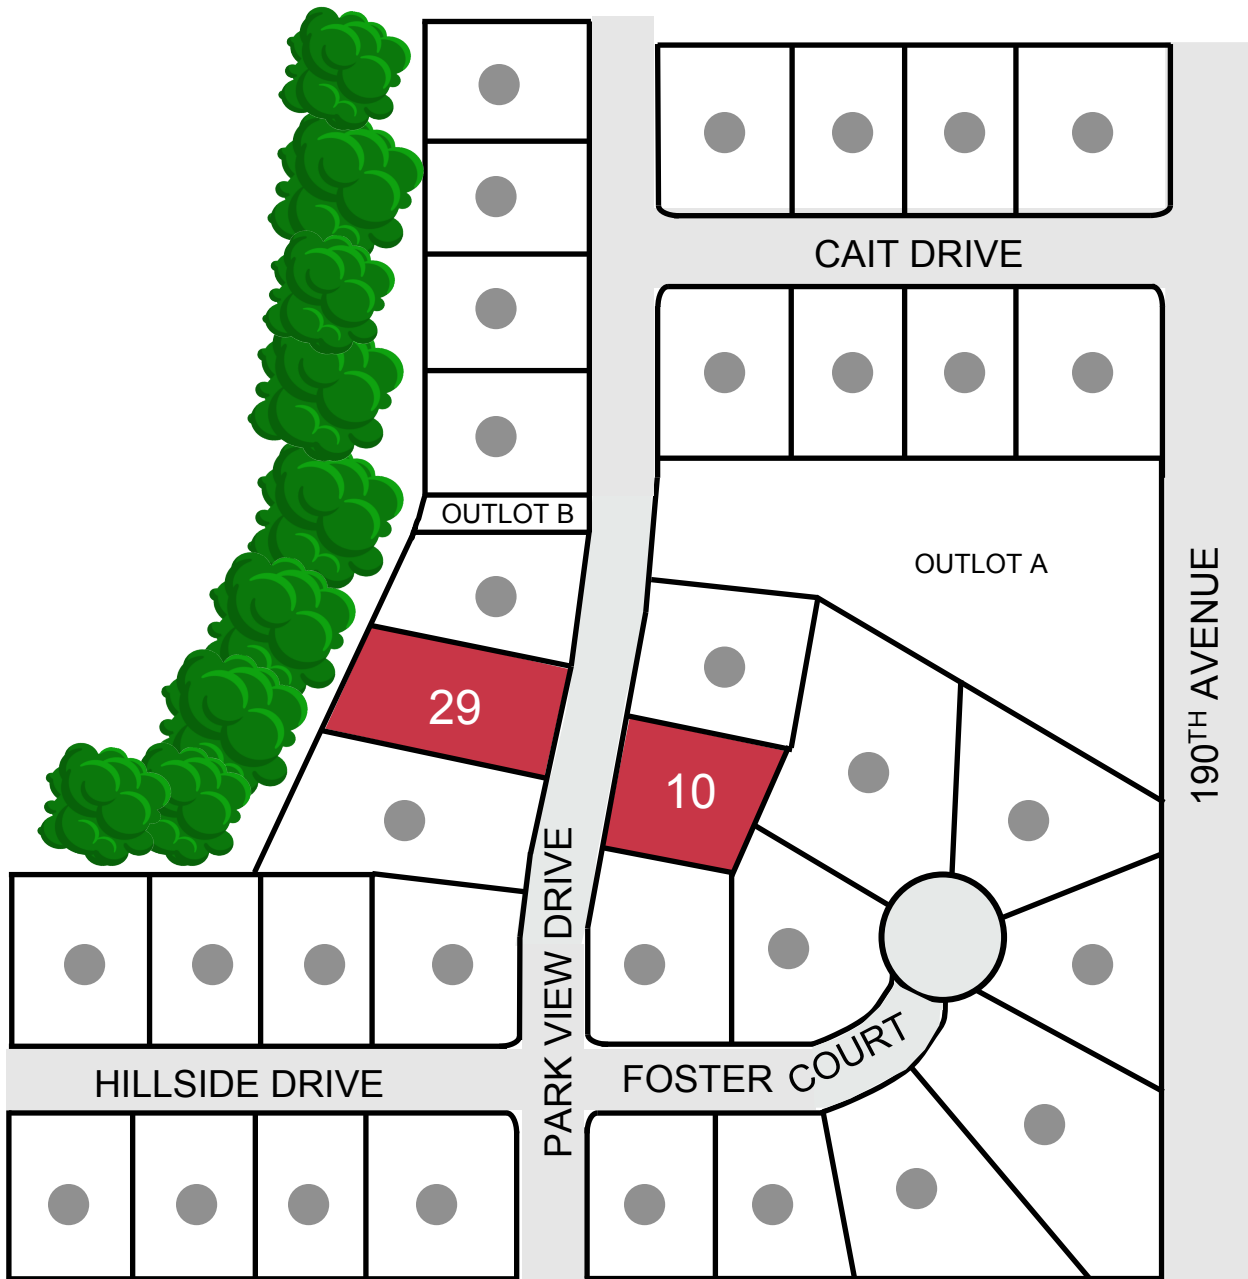 CAIT DRIVE
OUTLOT B
OUTLOT A
190TH AVENUE
29
10
PARK VIEW DRIVE
HILLSIDE DRIVE
FOSTER COURT